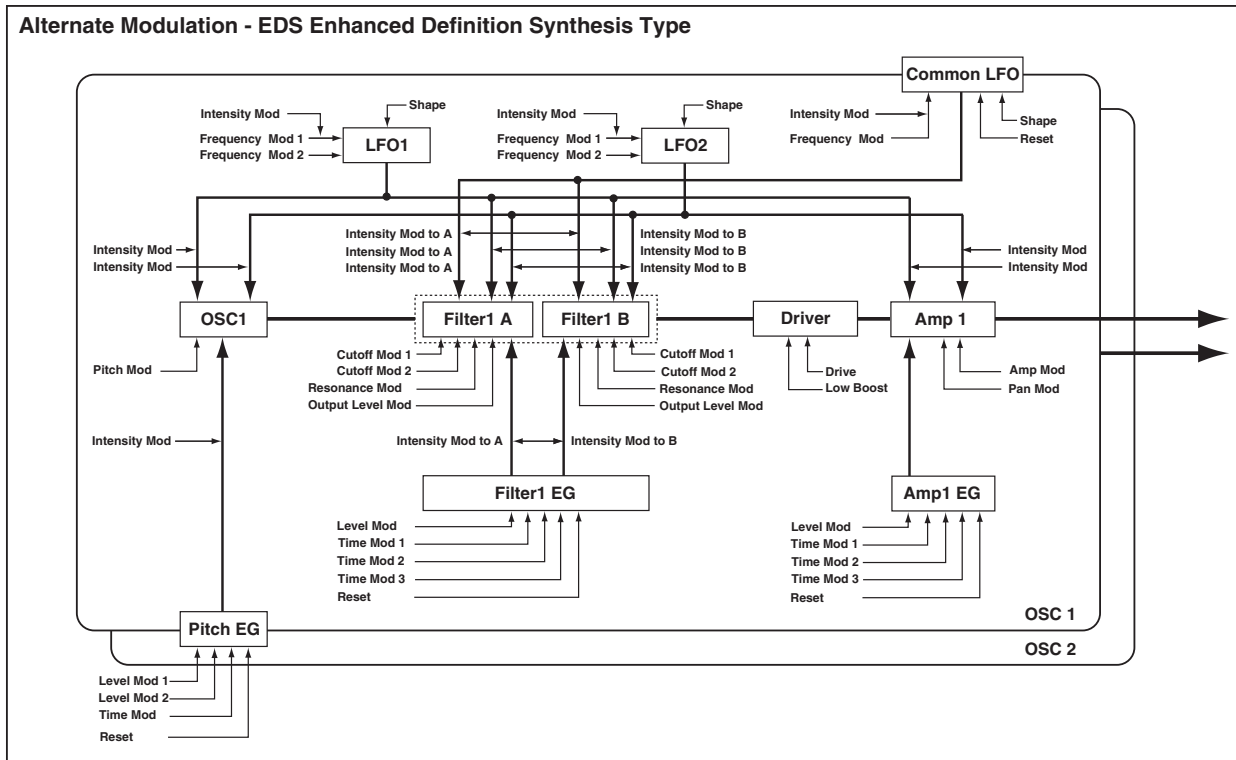 Alternate Modulation - EDS Enhanced Definition Synthesis Type
Common LFO
Intensity Mod
Frequency Mod
Shape
Reset
Intensity Mod
Frequency Mod 1
Frequency Mod 2
Shape
LFO1
Intensity Mod
Frequency Mod 1
Frequency Mod 2
Shape
LFO2
Intensity Mod
Intensity Mod
Intensity Mod to A
Intensity Mod to A
Intensity Mod to A
Intensity Mod to B
Intensity Mod to B
Intensity Mod to B
Intensity Mod
Intensity Mod
OSC1
Filter1 A
Filter1 B
Driver
Amp 1
Pitch Mod
Cutoff Mod 1
Cutoff Mod 2
Resonance Mod
Output Level Mod
Cutoff Mod 1
Cutoff Mod 2
Resonance Mod
Output Level Mod
Drive
Low Boost
Amp Mod
Pan Mod
Intensity Mod
Intensity Mod to A
Intensity Mod to B
Filter1 EG
Amp1 EG
Level Mod
Time Mod 1
Time Mod 2
Time Mod 3
Reset
Level Mod
Time Mod 1
Time Mod 2
Time Mod 3
Reset
OSC 1
Pitch EG
OSC 2
Level Mod 1
Level Mod 2
Time Mod
Reset